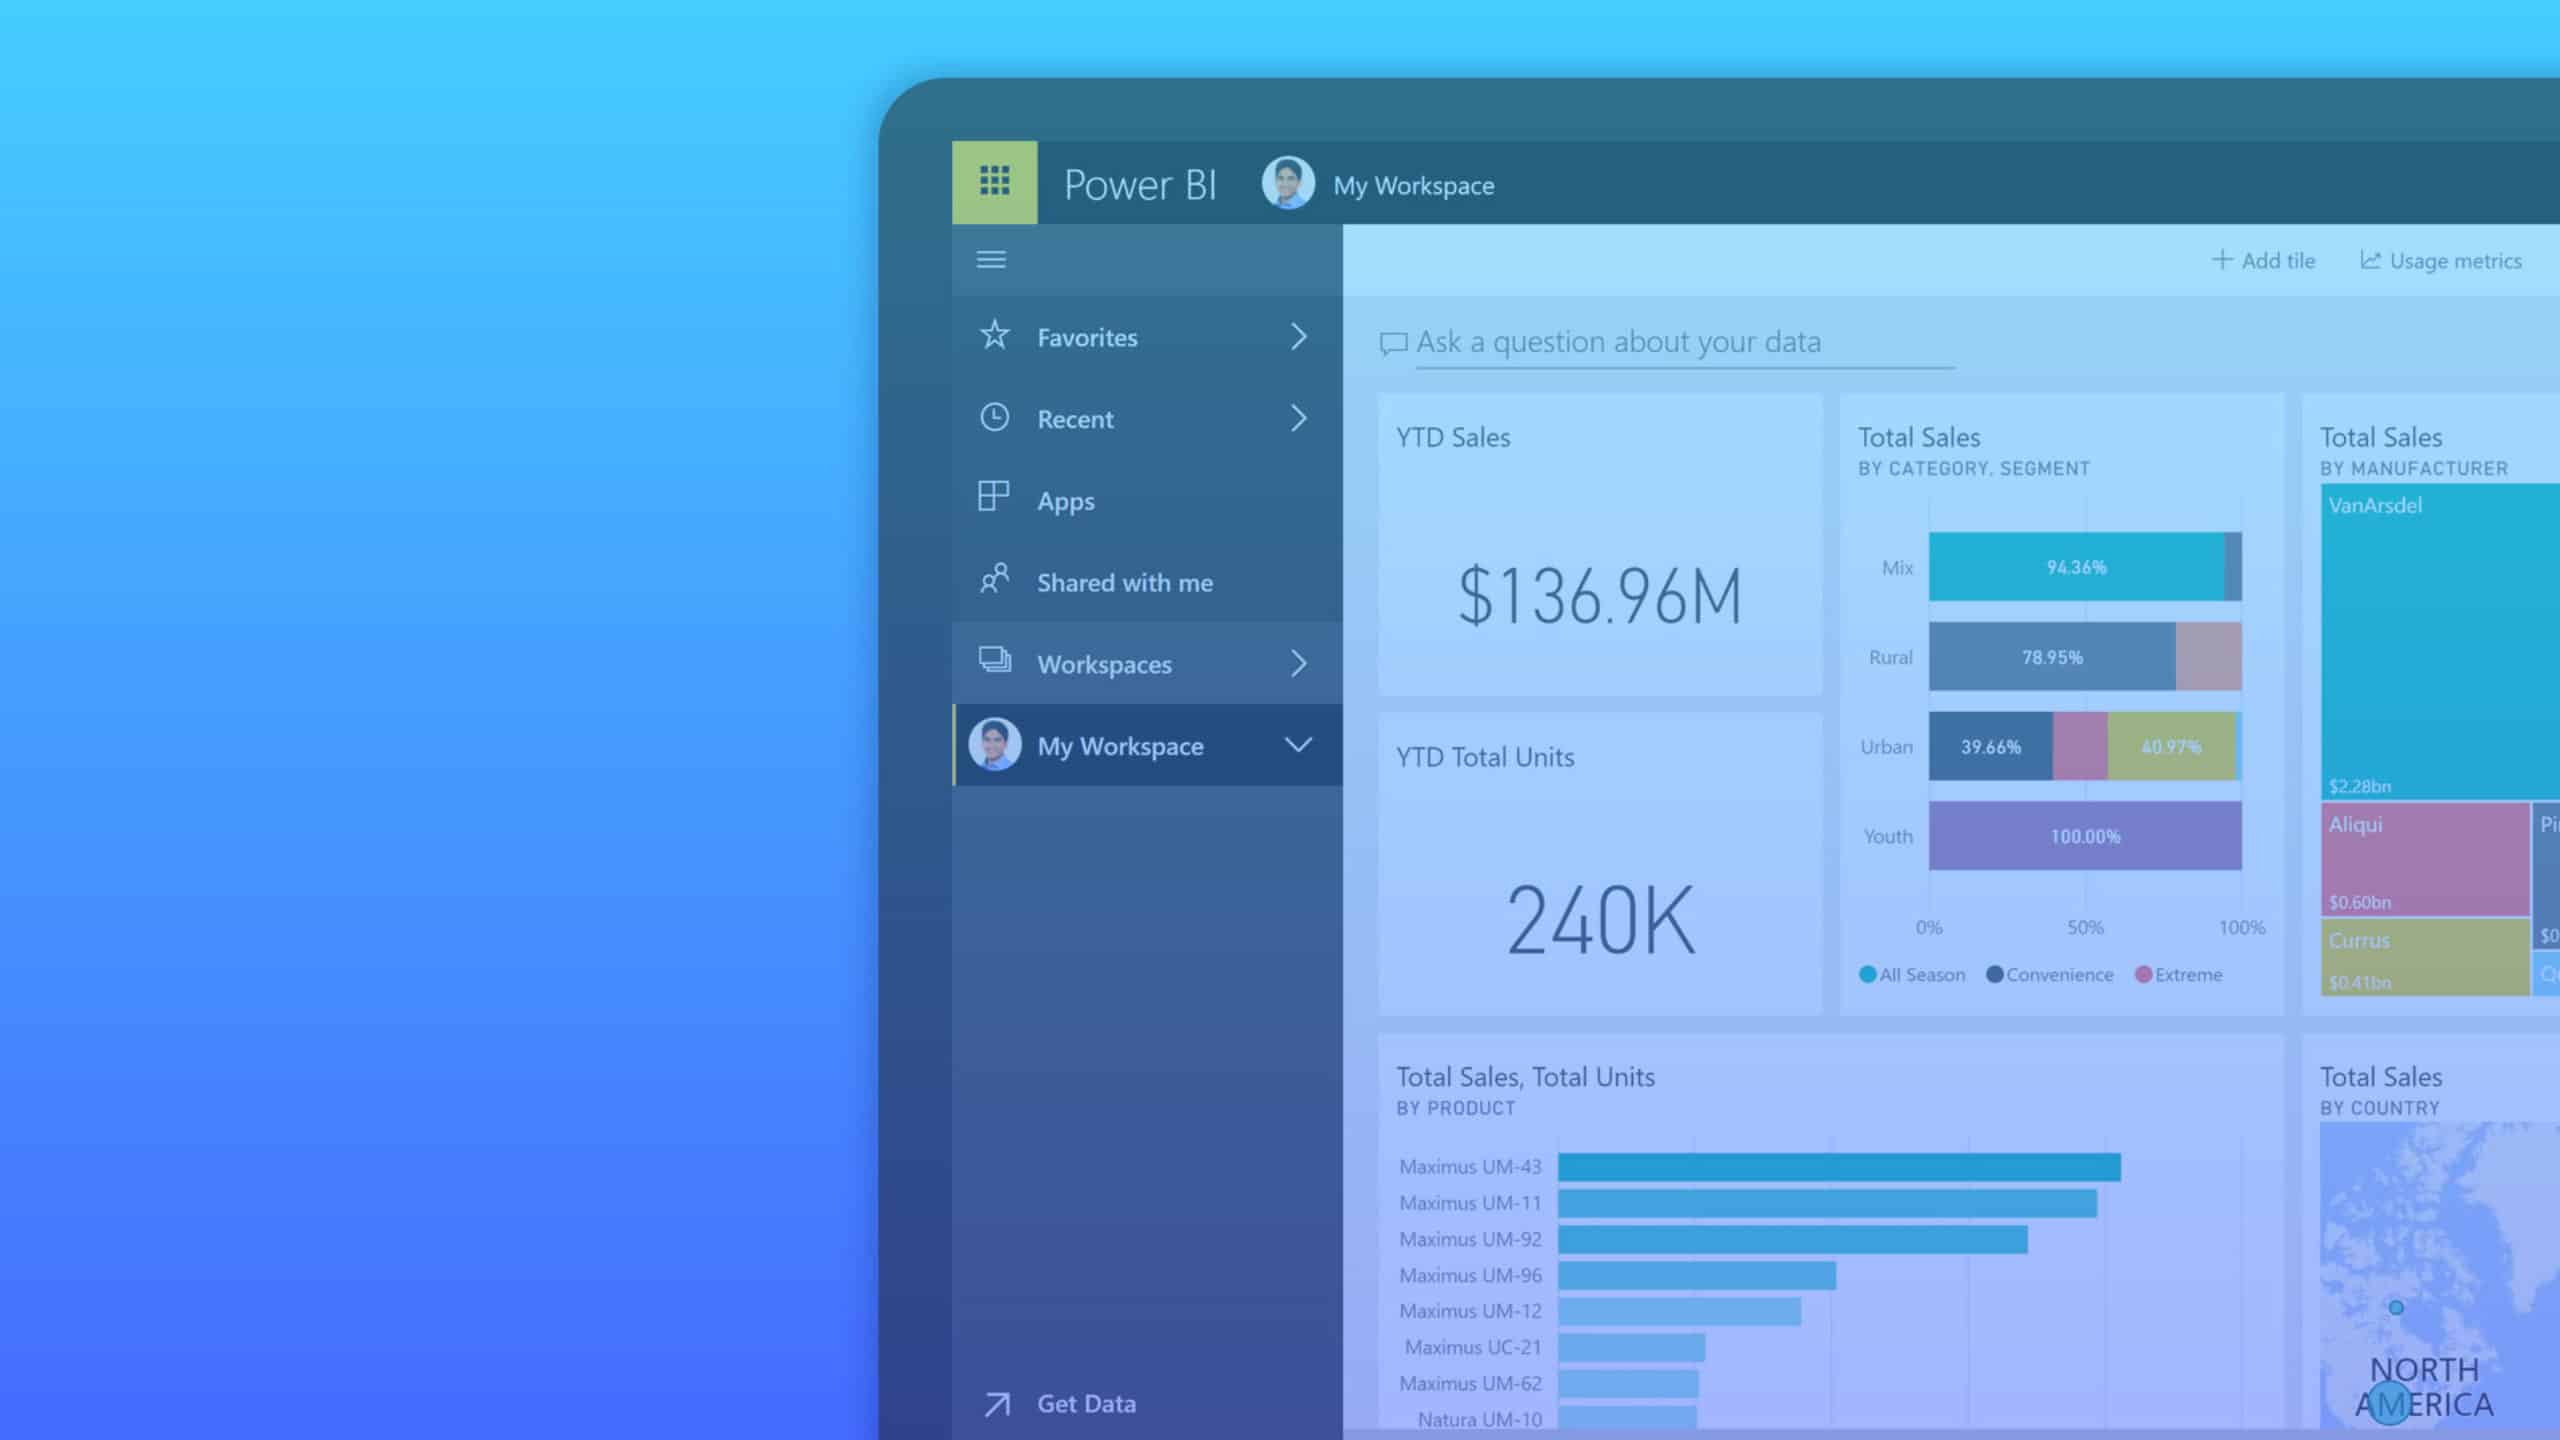 Power BI
My Workspace
Add tile
Usage metrics
Favorites
Recent
Apps
Shared with me
Workspaces
My Workspace
Get Data
Ask a question about your data
YTD Sales
$136.96M
YTD Total Units
240K
Total Sales
BY CATEGORY, SEGMENT
Mix 94.36%
Rural 78.95%
Urban 39.66% 40.97%
Youth 100.00%
0% 50% 100%
All Season Convenience Extreme
Total Sales
BY MANUFACTURER
VanArsdel
$2.28bn
Aliqui
$0.60bn
Currus
$0.41bn
Total Sales, Total Units
BY PRODUCT
Maximus UM-43
Maximus UM-11
Maximus UM-92
Maximus UM-96
Maximus UM-12
Maximus UC-21
Maximus UM-62
Natura UM-10
Total Sales
BY COUNTRY
NORTH
AMERICA